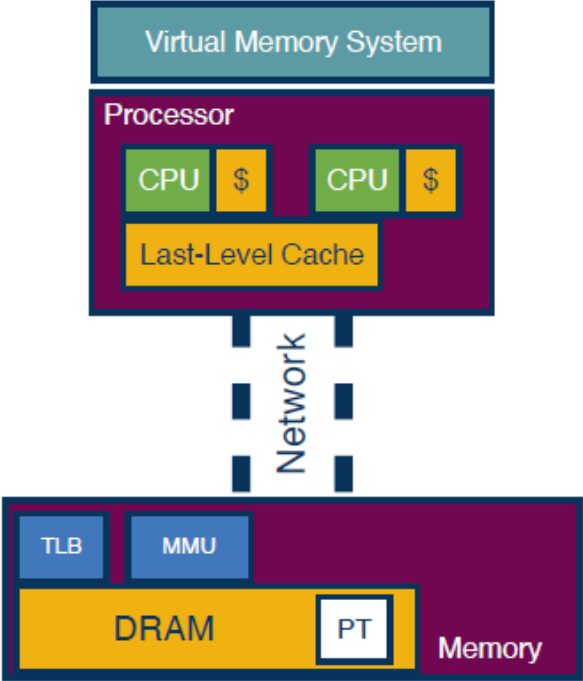 Virtual Memory System
Processor
CPU $ CPU $
Last-Level Cache
Network
TLB MMU
DRAM PT
Memory